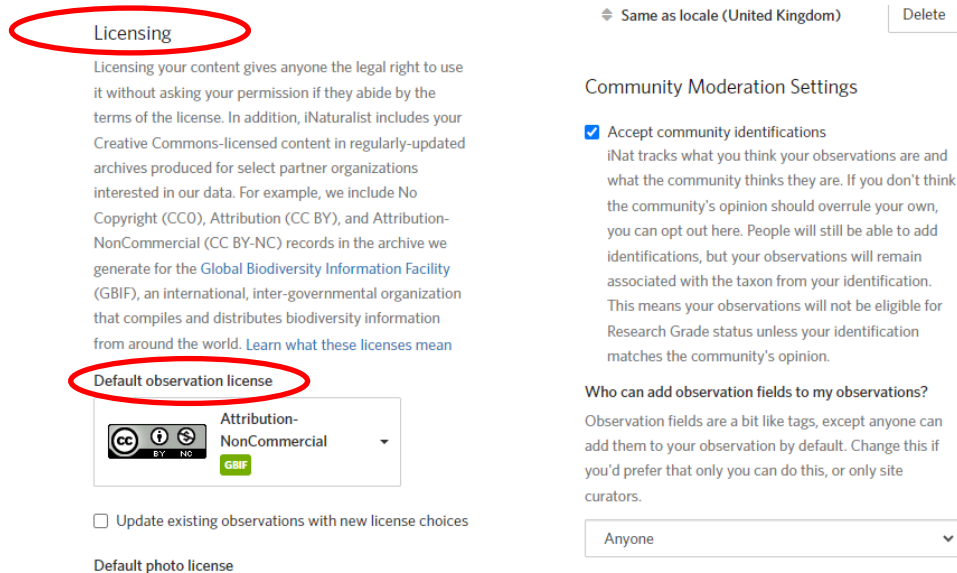 Licensing
Licensing your content gives anyone the legal right to use
it without asking your permission if they abide by the
terms of the license. In addition, iNaturalist includes your
Creative Commons-licensed content in regularly-updated
archives produced for select partner organizations
interested in our data. For example, we include No
Copyright (CC0), Attribution (CC BY), and Attribution-
NonCommercial (CC BY-NC) records in the archive we
generate for the Global Biodiversity Information Facility
(GBIF), an international, inter-governmental organization
that compiles and distributes biodiversity information
from around the world. Learn what these licenses mean
Default observation license
cc BY NC
Attribution-
NonCommercial
GBIF
Update existing observations with new license choices
Default photo license
Same as locale (United Kingdom)
Delete
Community Moderation Settings
Accept community identifications
iNat tracks what you think your observations are and
what the community thinks they are. If you don't think
the community's opinion should overrule your own,
you can opt out here. People will still be able to add
identifications, but your observations will remain
associated with the taxon from your identification.
This means your observations will not be eligible for
Research Grade status unless your identification
matches the community's opinion.
Who can add observation fields to my observations?
Observation fields are a bit like tags, except anyone can
add them to your observation by default. Change this if
you'd prefer that only you can do this, or only site
curators.
Anyone